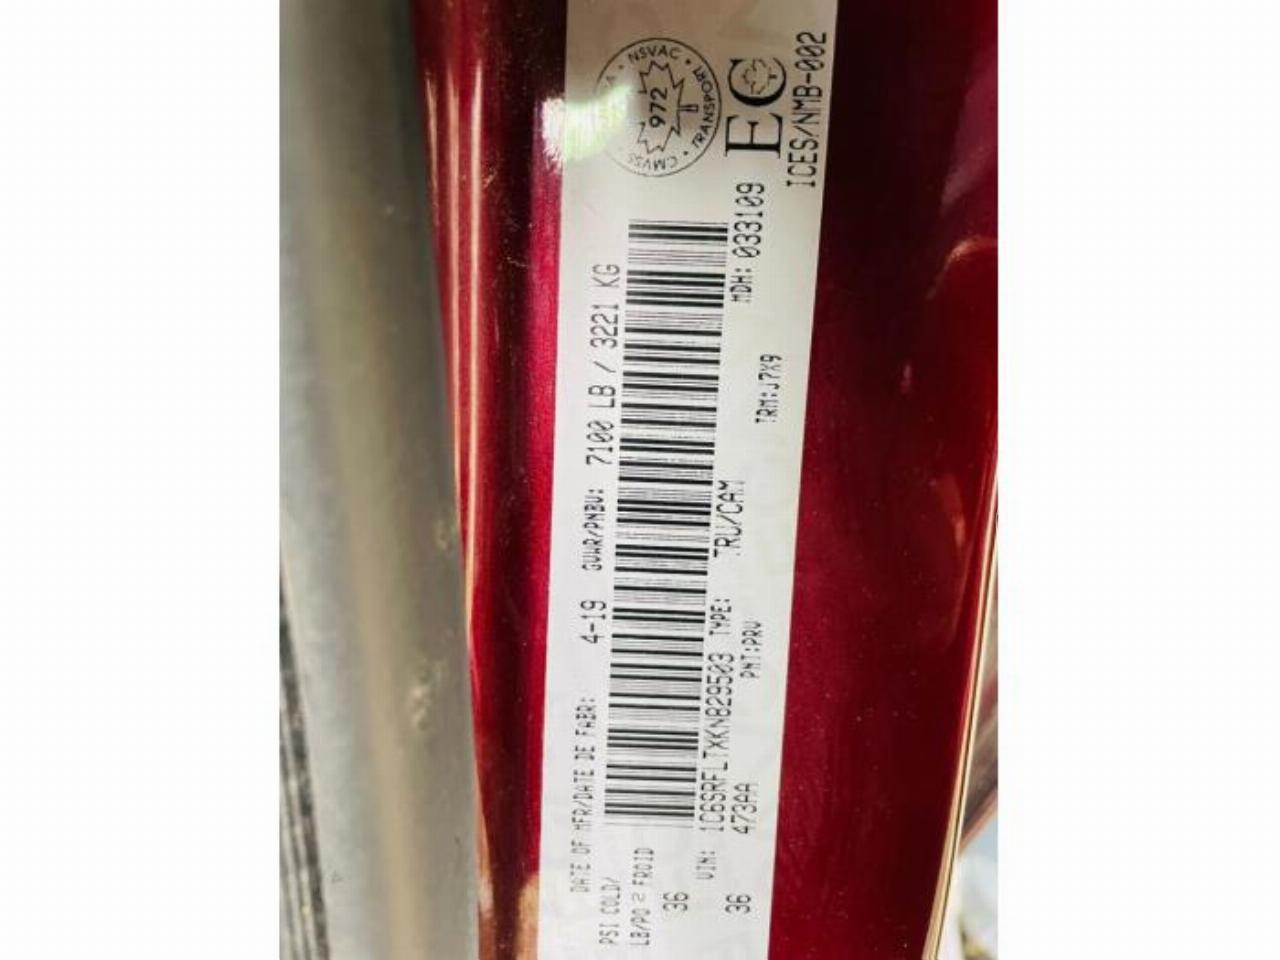 DATE OF MFR/DATE DE FABR: 4-19 GVWR/PNBV: 7100 LB / 3221 KG
PSI COLD/
LB/PO 2 FROID
36
36
VIN: 1C6SRFLTXKN829503 TYPE: TRU/CAM MDH: 033109
473AA PNT:PRV TRM:J7X9
NSVAC • TRANSPORT • CMVSS
972
EC
ICES/NMB-002